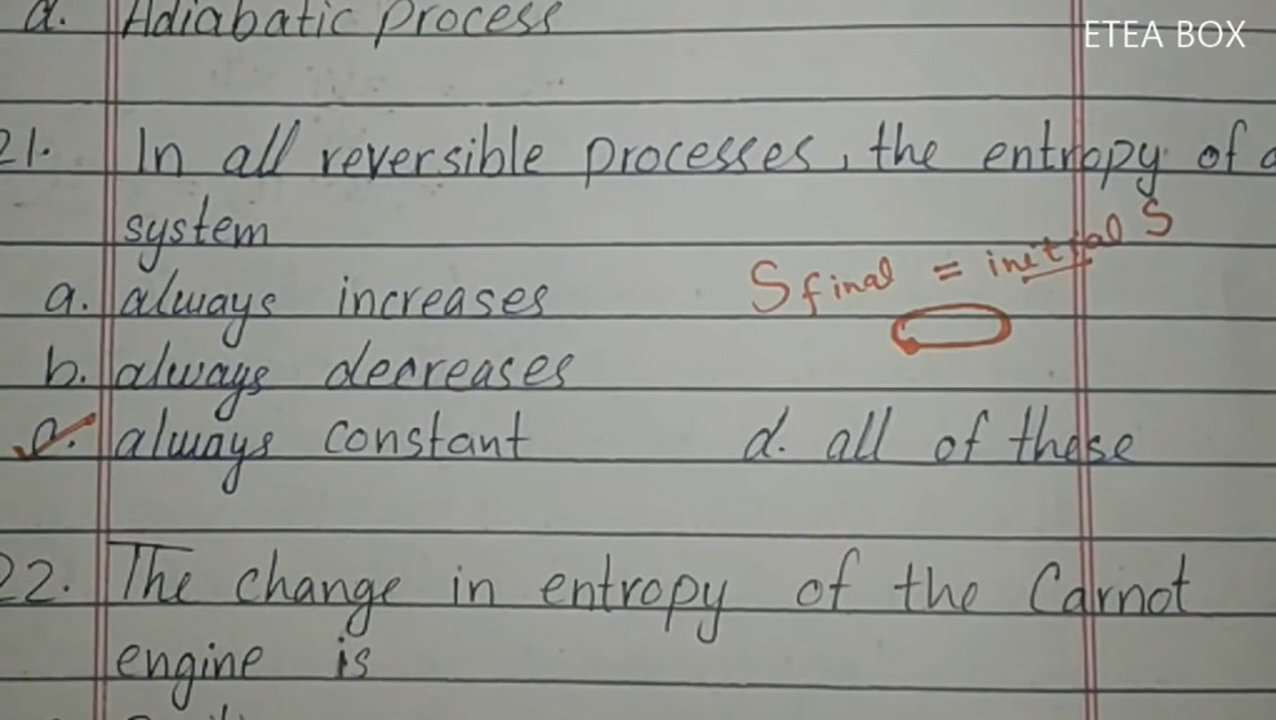 d. Adiabatic process
ETEA BOX
21. In all reversible processes, the entropy of a
system
S final = initial S
a. always increases
b. always decreases
c. always constant d. all of these
22. The change in entropy of the Carnot
engine is